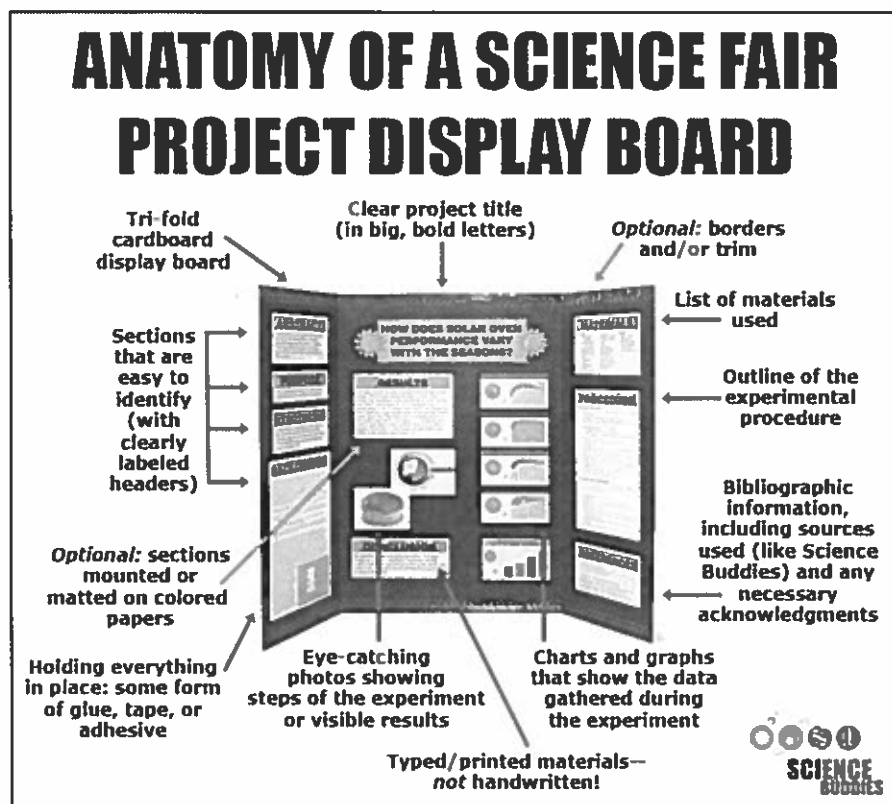 ANATOMY OF A SCIENCE FAIR
PROJECT DISPLAY BOARD
Tri-fold
cardboard
display board
Clear project title
(in big, bold letters)
Optional: borders
and/or trim
List of materials
used
Sections
that are
easy to
identify
(with
clearly
labeled
headers)
HOW DOES SOLAR OVEN
PERFORMANCE VARY
WITH THE SEASONS?
RESULTS
Outline of the
experimental
procedure
Optional: sections
mounted or
matted on colored
papers
Bibliographic
information,
including sources
used (like Science
Buddies) and any
necessary
acknowledgments
Holding everything
in place: some form
of glue, tape, or
adhesive
Eye-catching
photos showing
steps of the experiment
or visible results
Charts and graphs
that show the data
gathered during
the experiment
Typed/printed materials—
not handwritten!
SCIENCE
BUDDIES